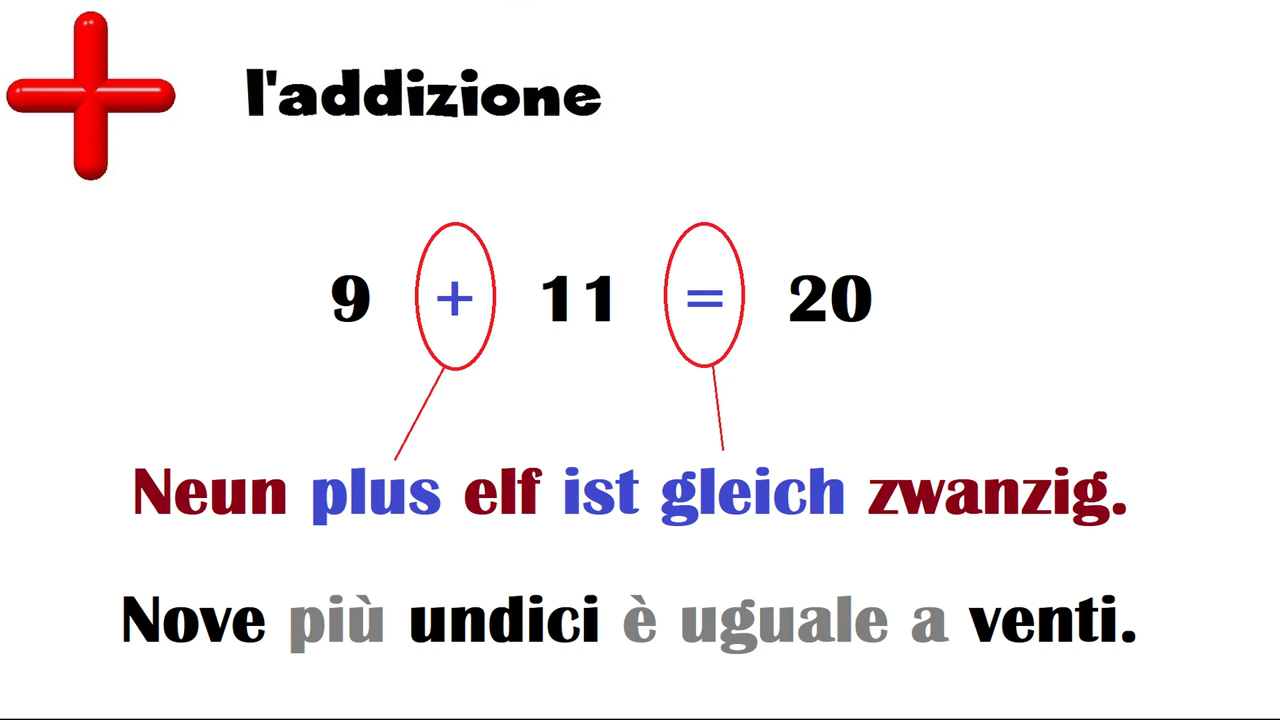 l'addizione
9 + 11 = 20
Neun plus elf ist gleich zwanzig.
Nove più undici è uguale a venti.